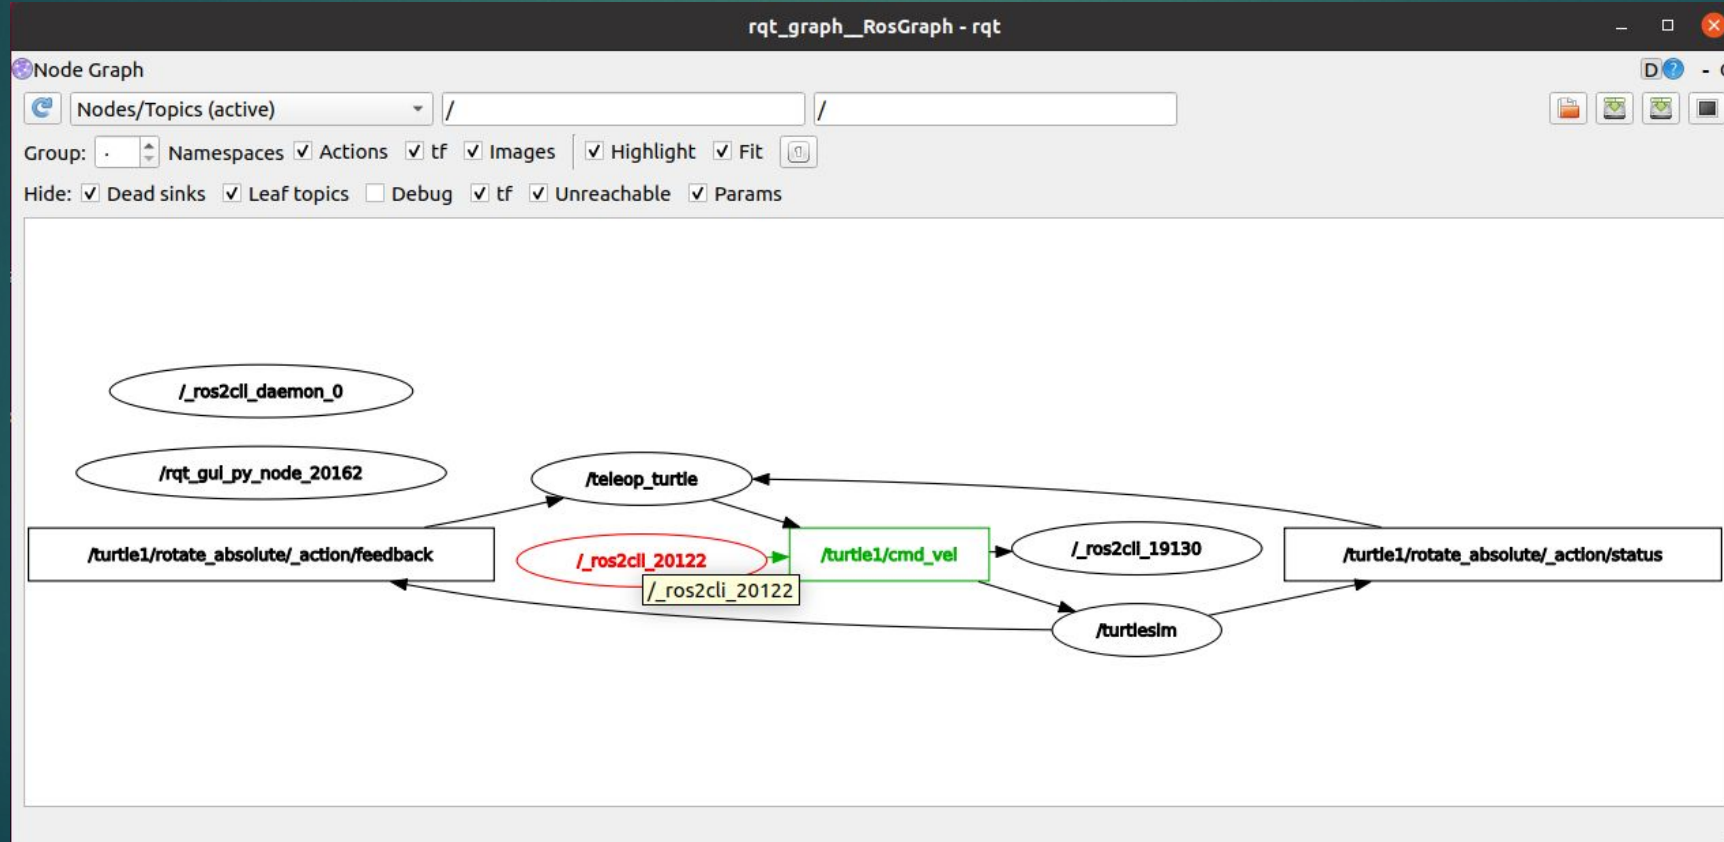 rqt_graph__RosGraph - rqt
Node Graph
D ? -
Nodes/Topics (active) / /
Group: . Namespaces Actions tf Images Highlight Fit
Hide: Dead sinks Leaf topics Debug tf Unreachable Params
/_ros2cli_daemon_0
/rqt_gui_py_node_20162
/teleop_turtle
/turtle1/rotate_absolute/_action/feedback
/_ros2cli_20122
/turtle1/cmd_vel
/_ros2cli_19130
/turtle1/rotate_absolute/_action/status
/_ros2cli_20122
/turtlesim